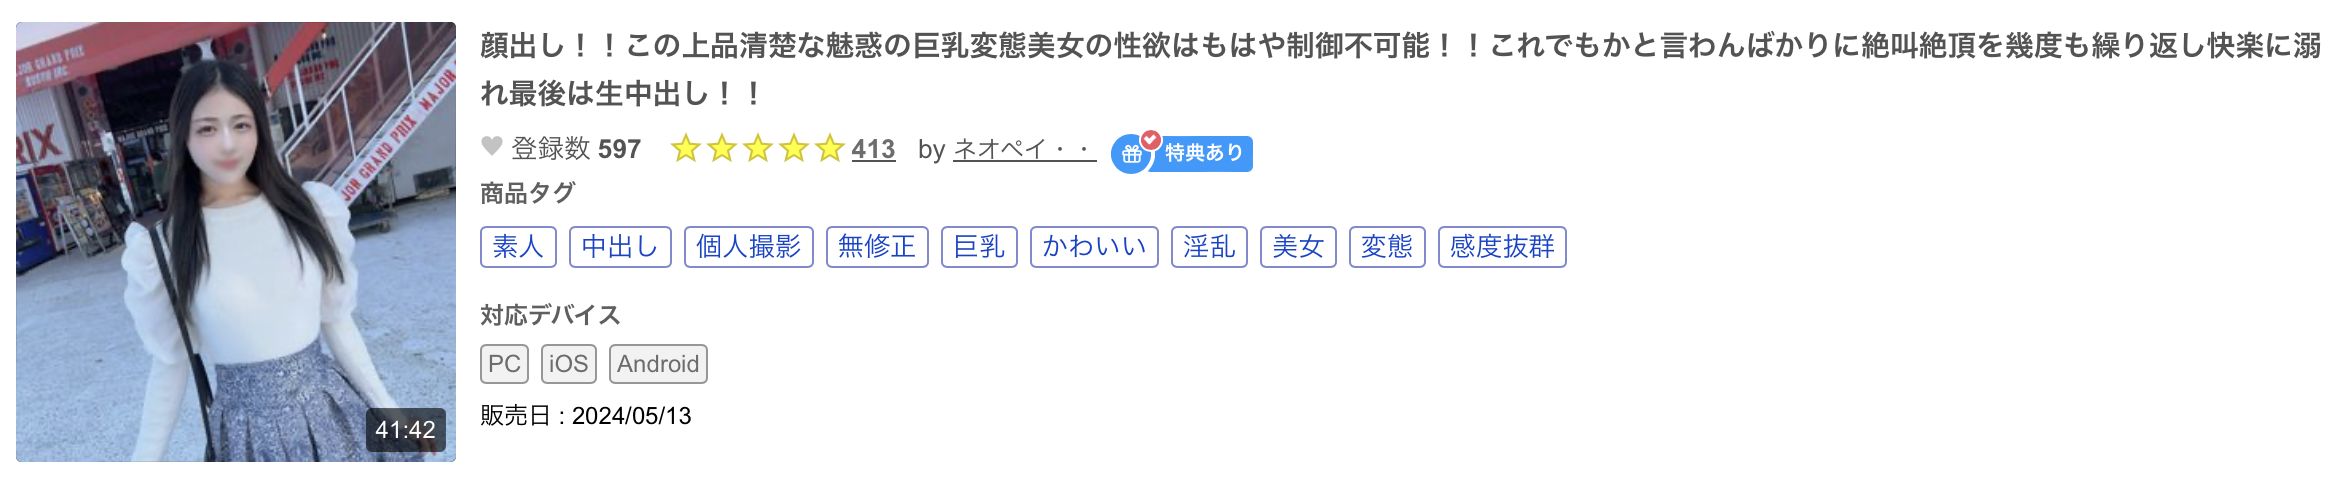 顔出し！！この上品清楚な魅惑の巨乳変態美女の性欲はもはや制御不可能！！これでもかと言わんばかりに絶叫絶頂を幾度も繰り返し快楽に溺
れ最後は生中出し！！
登録数 597 413 by ネオペイ・・ 特典あり
商品タグ
素人 中出し 個人撮影 無修正 巨乳 かわいい 淫乱 美女 変態 感度抜群
対応デバイス
PC iOS Android
販売日 : 2024/05/13
GRAND PRIX
RIX
MAJOR
JOR GRAND PRIX
41:42